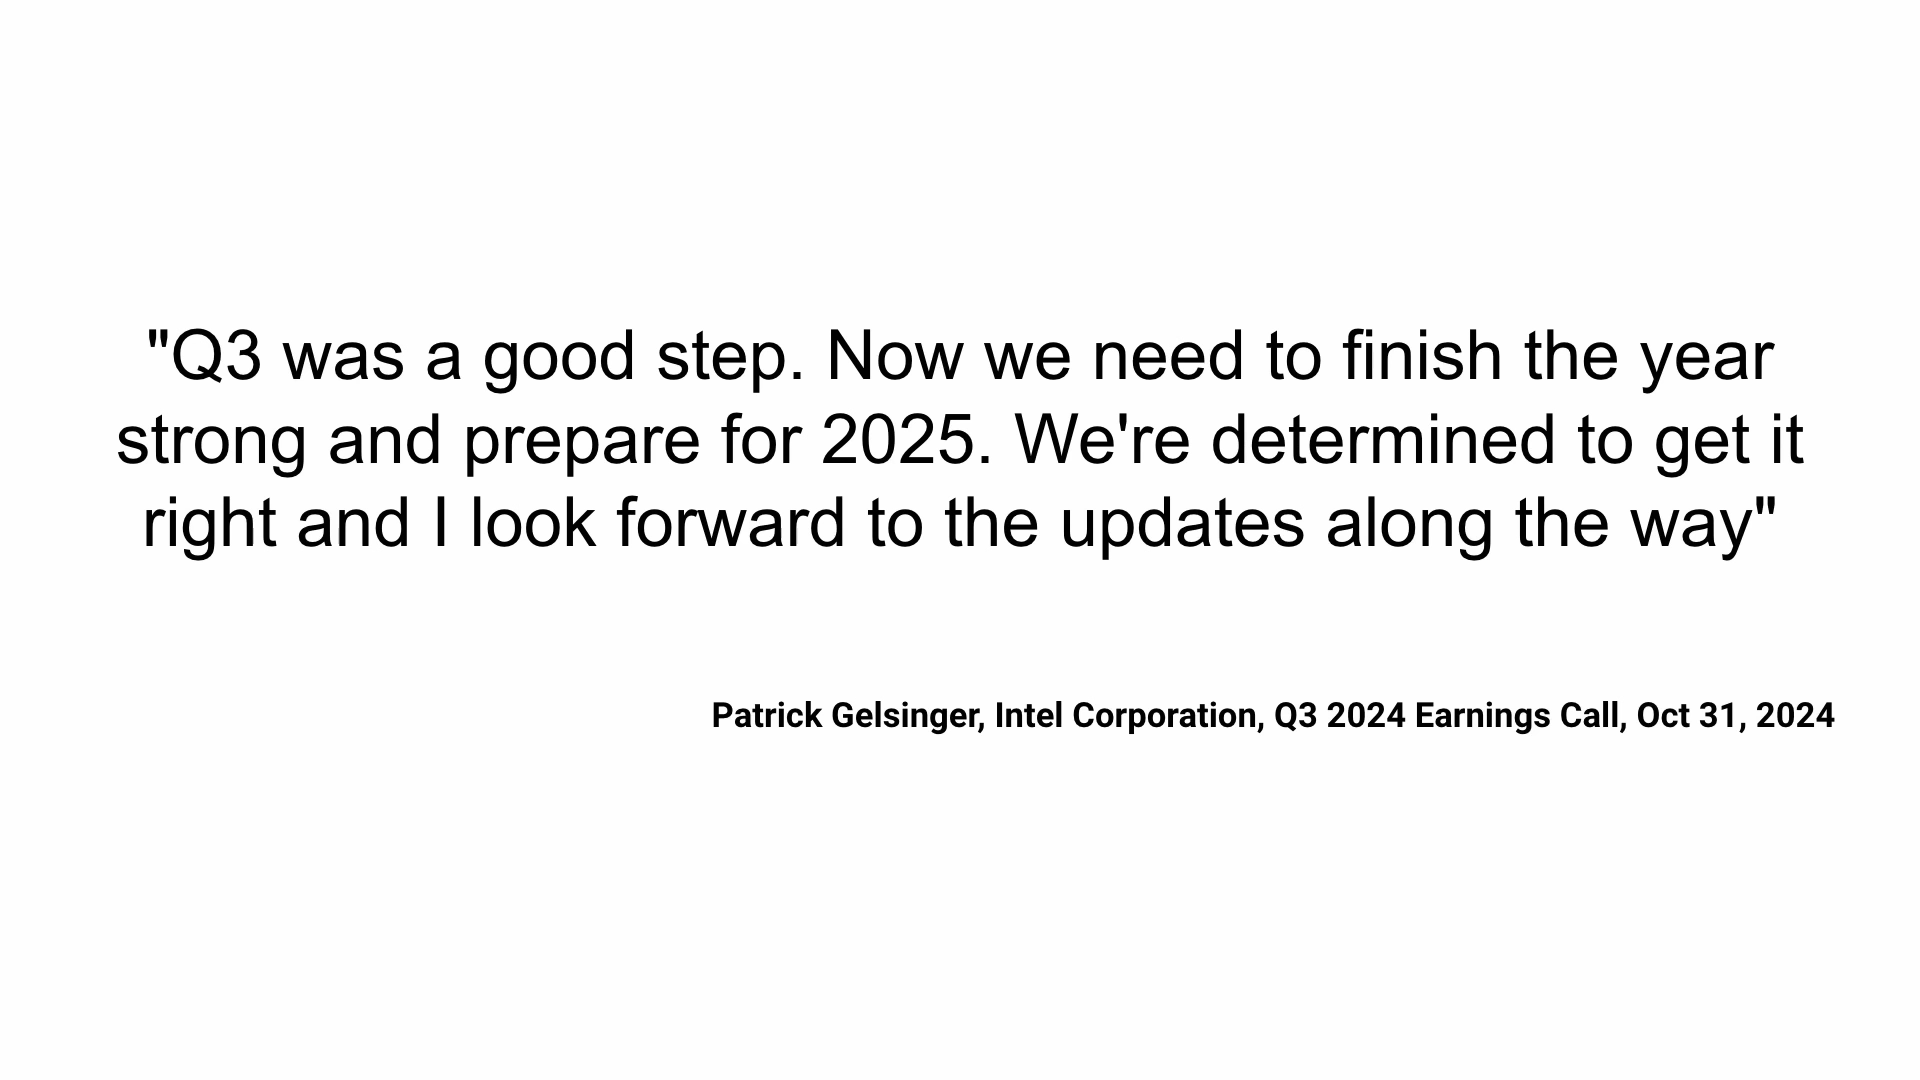 "Q3 was a good step. Now we need to finish the year
strong and prepare for 2025. We're determined to get it
right and I look forward to the updates along the way"
Patrick Gelsinger, Intel Corporation, Q3 2024 Earnings Call, Oct 31, 2024